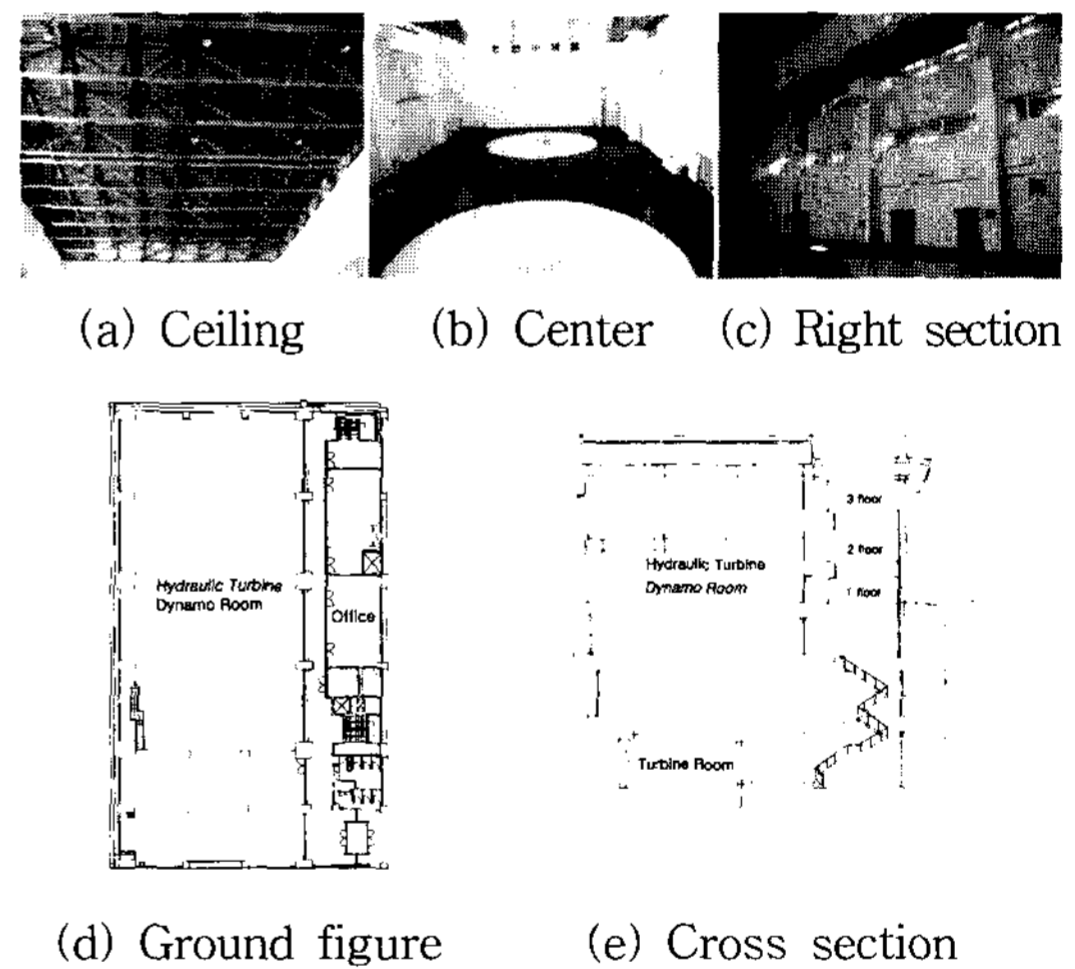 (a) Ceiling
(b) Center
(c) Right section
Hydraulic Turbine
Dynamo Room
Office
3 floor
2 floor
1 floor
Hydraulic Turbine
Dynamo Room
Turbine Room
(d) Ground figure
(e) Cross section